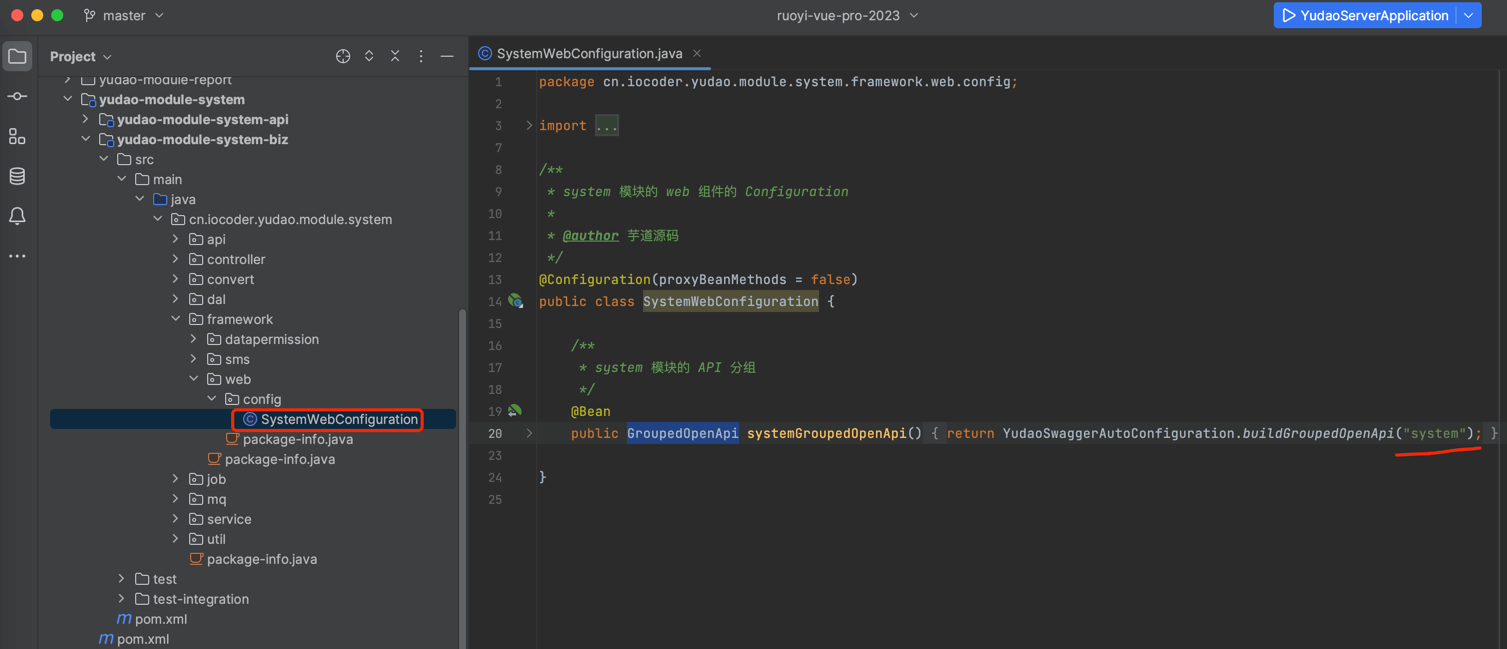 master
ruoyi-vue-pro-2023
YudaoServerApplication
Project
yudao-module-report
yudao-module-system
yudao-module-system-api
yudao-module-system-biz
src
main
java
cn.iocoder.yudao.module.system
api
controller
convert
dal
framework
datapermission
sms
web
config
SystemWebConfiguration
package-info.java
package-info.java
job
mq
service
util
package-info.java
test
test-integration
pom.xml
pom.xml
SystemWebConfiguration.java
1 package cn.iocoder.yudao.module.system.framework.web.config;
2
3 import ...
7
8 /**
9 * system 模块的 web 组件的 Configuration
10 *
11 * @author 芋道源码
12 */
13 @Configuration(proxyBeanMethods = false)
14 public class SystemWebConfiguration {
15
16 /**
17 * system 模块的 API 分组
18 */
19 @Bean
20 public GroupedOpenApi systemGroupedOpenApi() { return YudaoSwaggerAutoConfiguration.buildGroupedOpenApi("system"); }
23
24 }
25